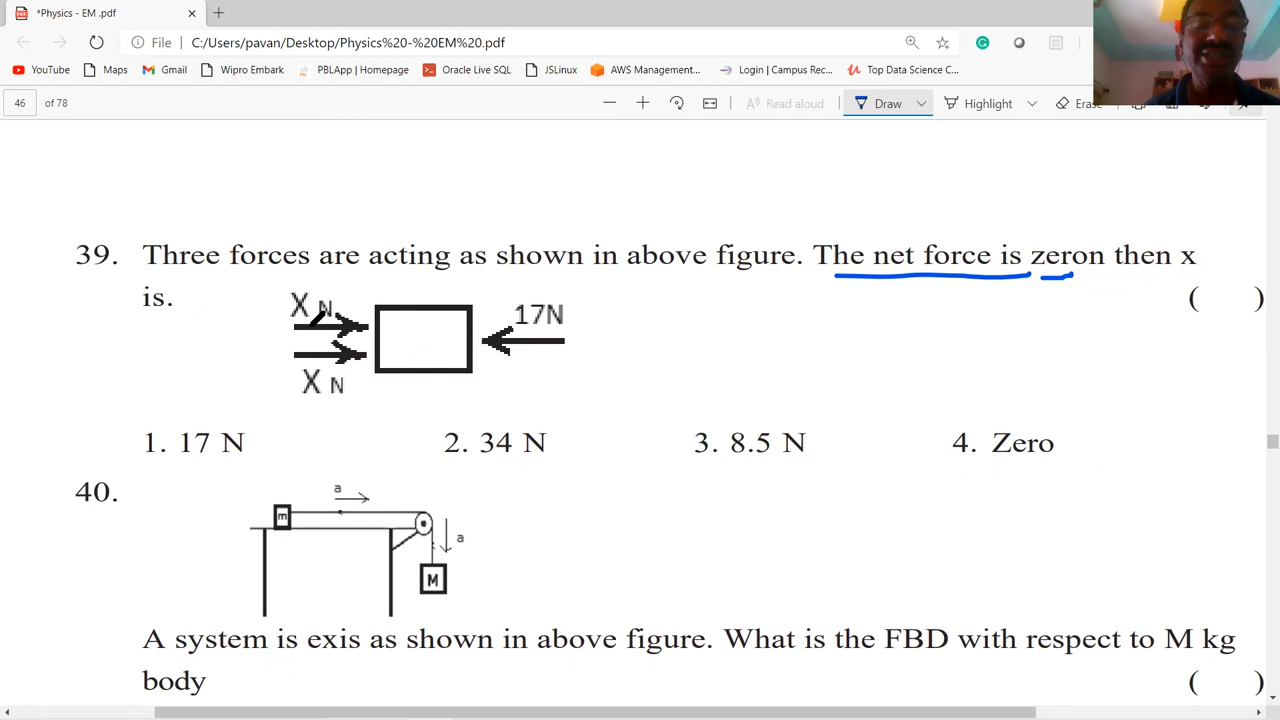 *Physics - EM .pdf
File C:/Users/pavan/Desktop/Physics%20-%20EM%20.pdf
YouTube Maps Gmail Wipro Embark PBLApp | Homepage Oracle Live SQL JSLinux AWS Management... Login | Campus Rec... Top Data Science C...
46 of 78 Read aloud Draw Highlight Erase
39. Three forces are acting as shown in above figure. The net force is zeron then x
is. ( )
X N
17N
X N
1. 17 N 2. 34 N 3. 8.5 N 4. Zero
40.
a
m
a
M
A system is exis as shown in above figure. What is the FBD with respect to M kg
body ( )